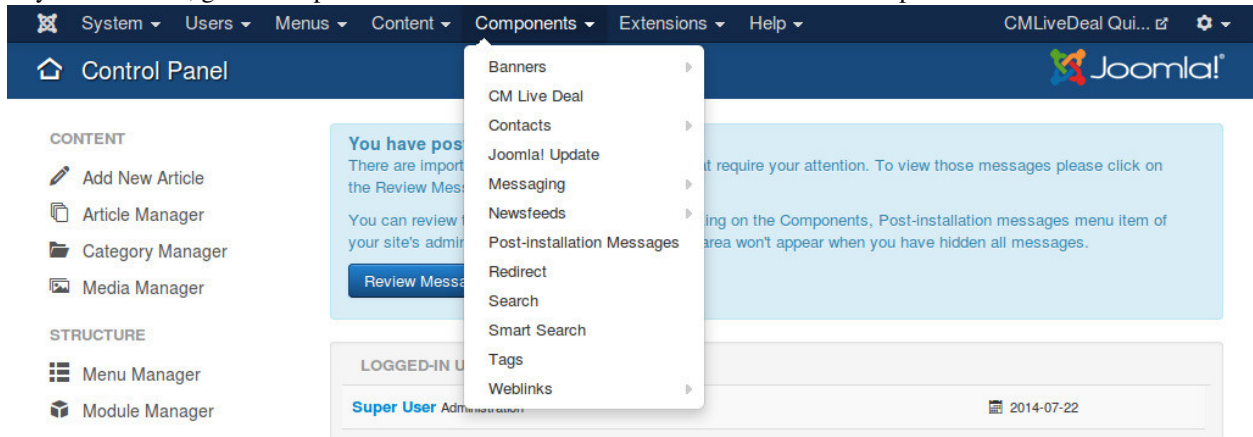 System Users Menus Content Components Extensions Help CMLiveDeal Qui...
Control Panel
Joomla!
CONTENT
Add New Article
Article Manager
Category Manager
Media Manager
STRUCTURE
Menu Manager
Module Manager
Banners
CM Live Deal
Contacts
Joomla! Update
Messaging
Newsfeeds
Post-installation Messages
Redirect
Search
Smart Search
Tags
Weblinks
You have pos
There are import require your attention. To view those messages please click on
the Review Mes
You can review on the Components, Post-installation messages menu item of
your site's admin area won't appear when you have hidden all messages.
Review Messa
LOGGED-IN U
Super User Administration 2014-07-22